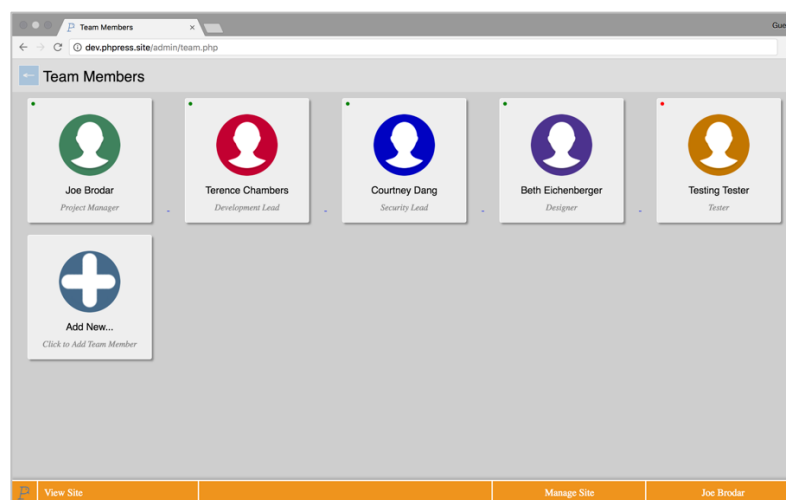 Team Members
Gue
dev.phpress.site/admin/team.php
Team Members
Joe Brodar
Project Manager
Terence Chambers
Development Lead
Courtney Dang
Security Lead
Beth Eichenberger
Designer
Testing Tester
Tester
Add New...
Click to Add Team Member
View Site
Manage Site
Joe Brodar